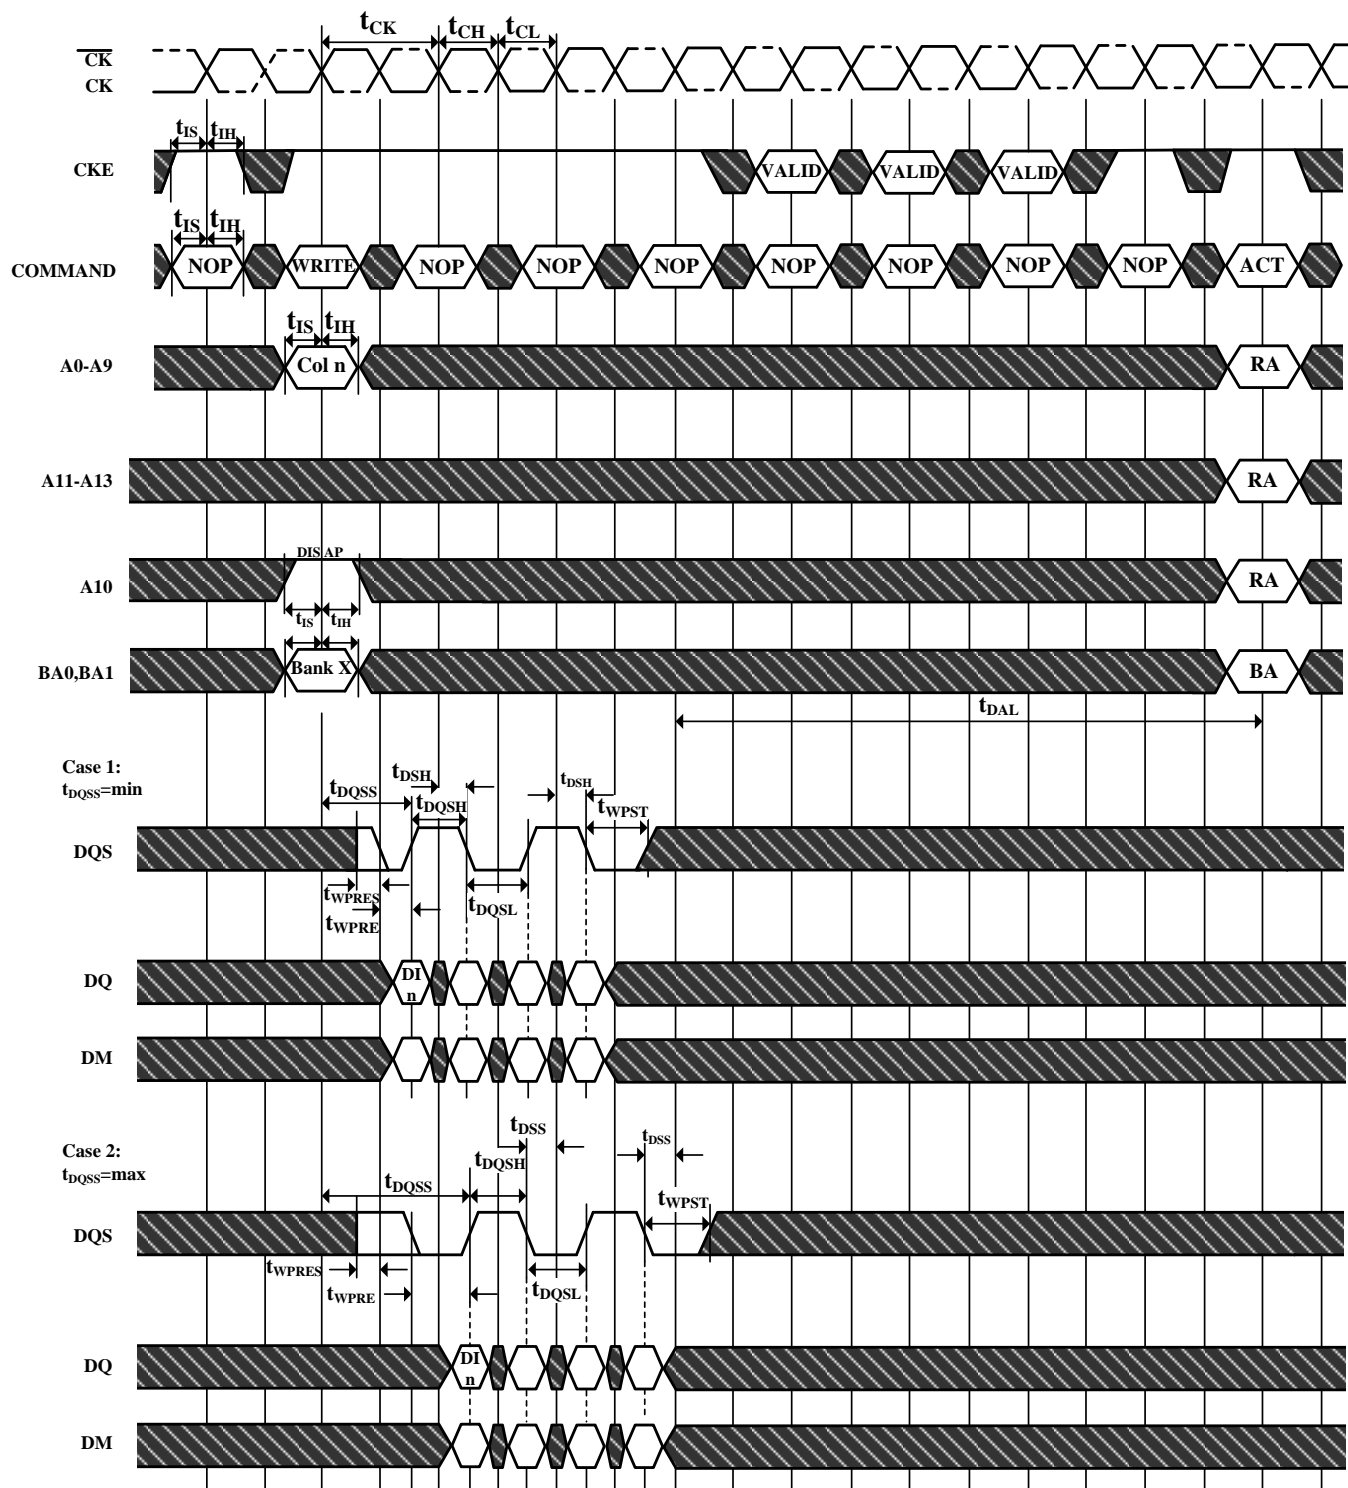 tCK tCH tCL
CK
CK
tIS tIH
CKE VALID VALID VALID
tIS tIH
COMMAND NOP WRITE NOP NOP NOP NOP NOP NOP NOP ACT
tIS tIH
A0-A9 Col n RA
A11-A13 RA
DIS AP
A10 RA
tIS tIH
BA0,BA1 Bank X BA
tDAL
Case 1:
tDQSS=min
tDSH tDSH
tDQSS tDQSH tWPST
DQS
tWPRES tDQSL
tWPRE
DQ DI
n
DM
Case 2:
tDQSS=max
tDSS tDSS
tDQSH
tDQSS tWPST
DQS
tWPRES tWPRE tDQSL
DQ DI
n
DM